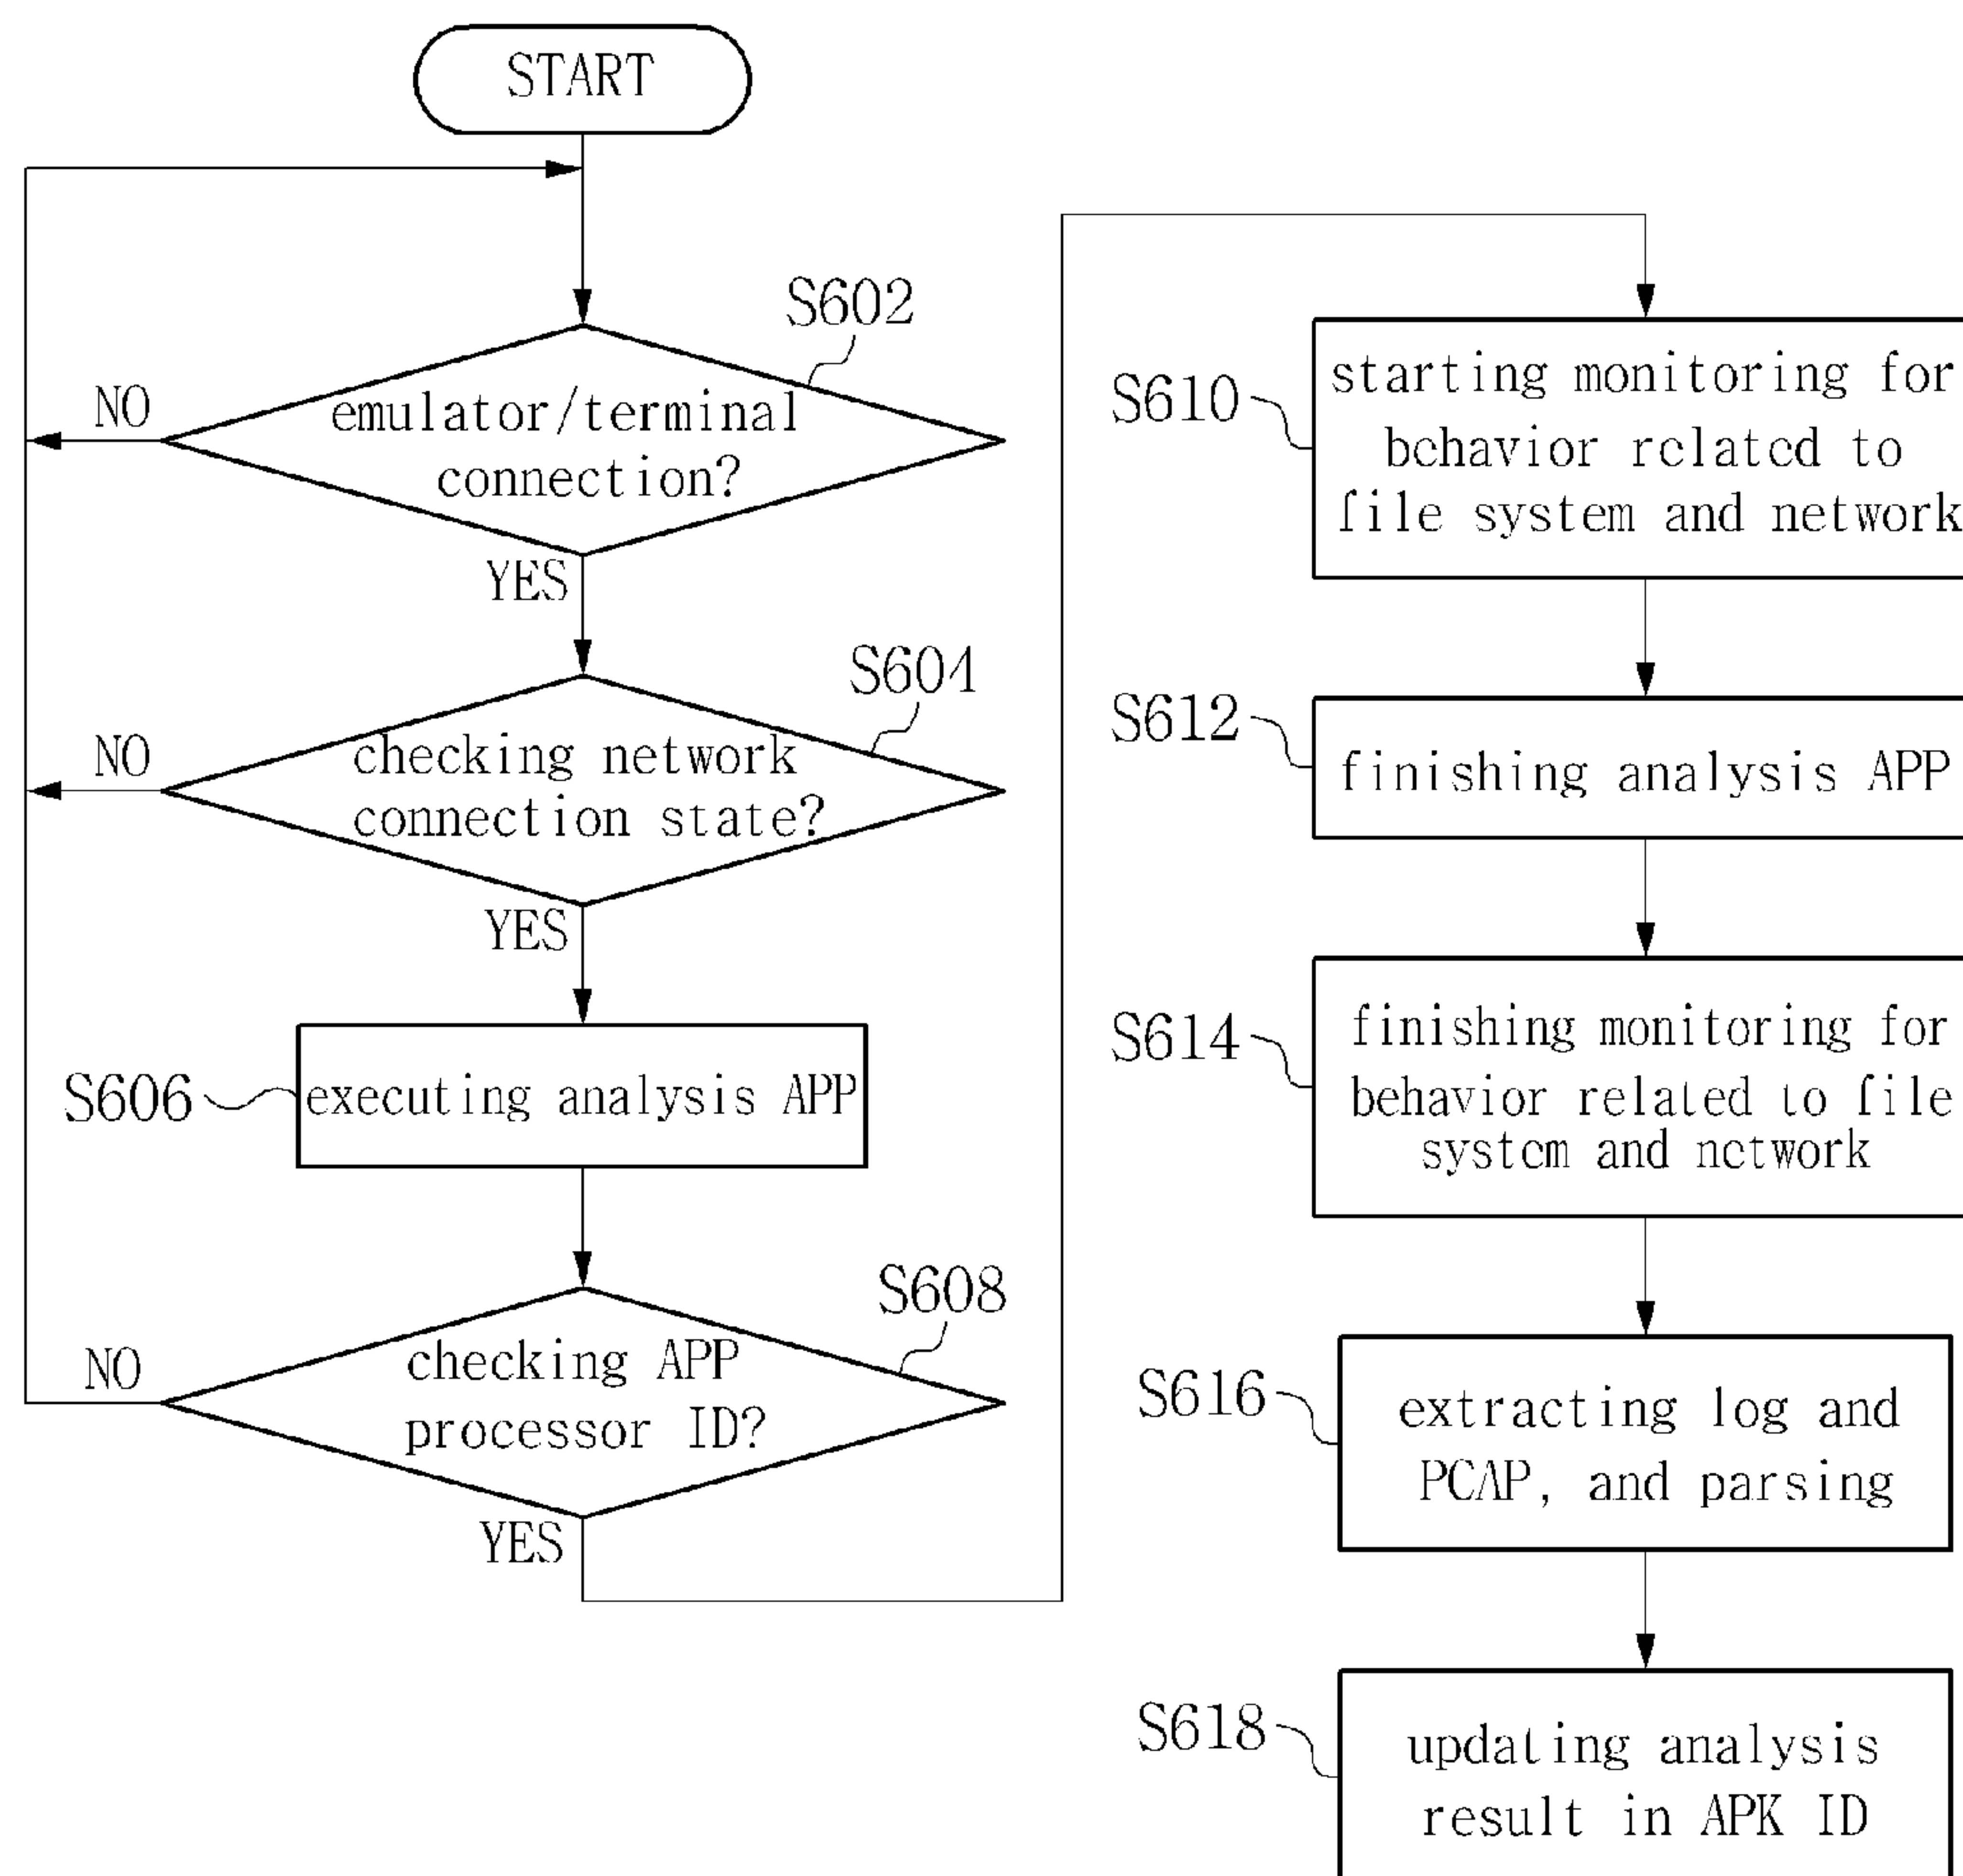 START
S602
NO
emulator/terminal
connection?
YES
S604
NO
checking network
connection state?
YES
S606
executing analysis APP
S608
NO
checking APP
processor ID?
YES
S610
starting monitoring for
behavior related to
file system and network
S612
finishing analysis APP
S614
finishing monitoring for
behavior related to file
system and network
S616
extracting log and
PCAP, and parsing
S618
updating analysis
result in APK ID